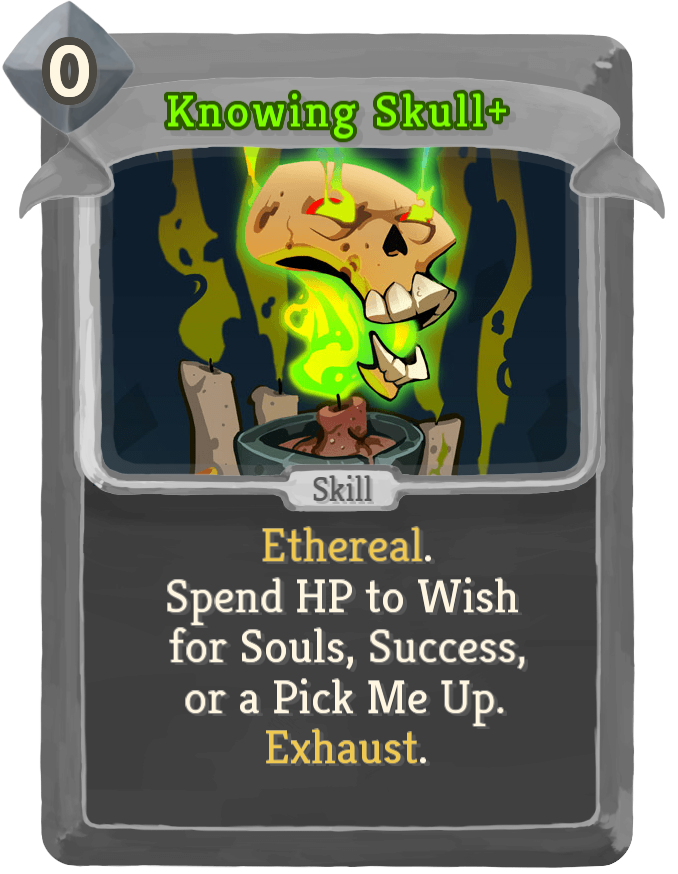 0
Knowing Skull+
Skill
Ethereal.
Spend HP to Wish
for Souls, Success,
or a Pick Me Up.
Exhaust.